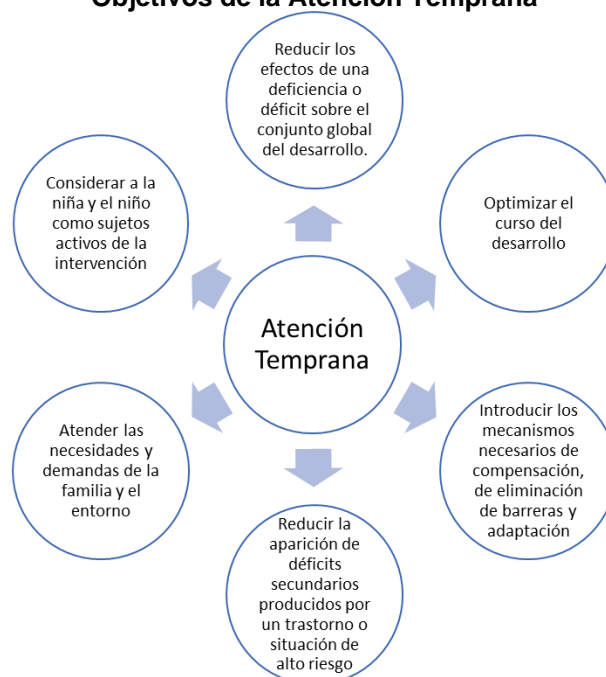 Objetivos de la Atención Temprana
Reducir los
efectos de una
deficiencia o
déficit sobre el
conjunto global
del desarrollo.
Optimizar el
curso del
desarrollo
Introducir los
mecanismos
necesarios de
compensación,
de eliminación
de barreras y
adaptación
Reducir la
aparición de
déficits
secundarios
producidos por
un trastorno o
situación de
alto riesgo
Atender las
necesidades y
demandas de la
familia y el
entorno
Considerar a la
niña y el niño
como sujetos
activos de la
intervención
Atención
Temprana